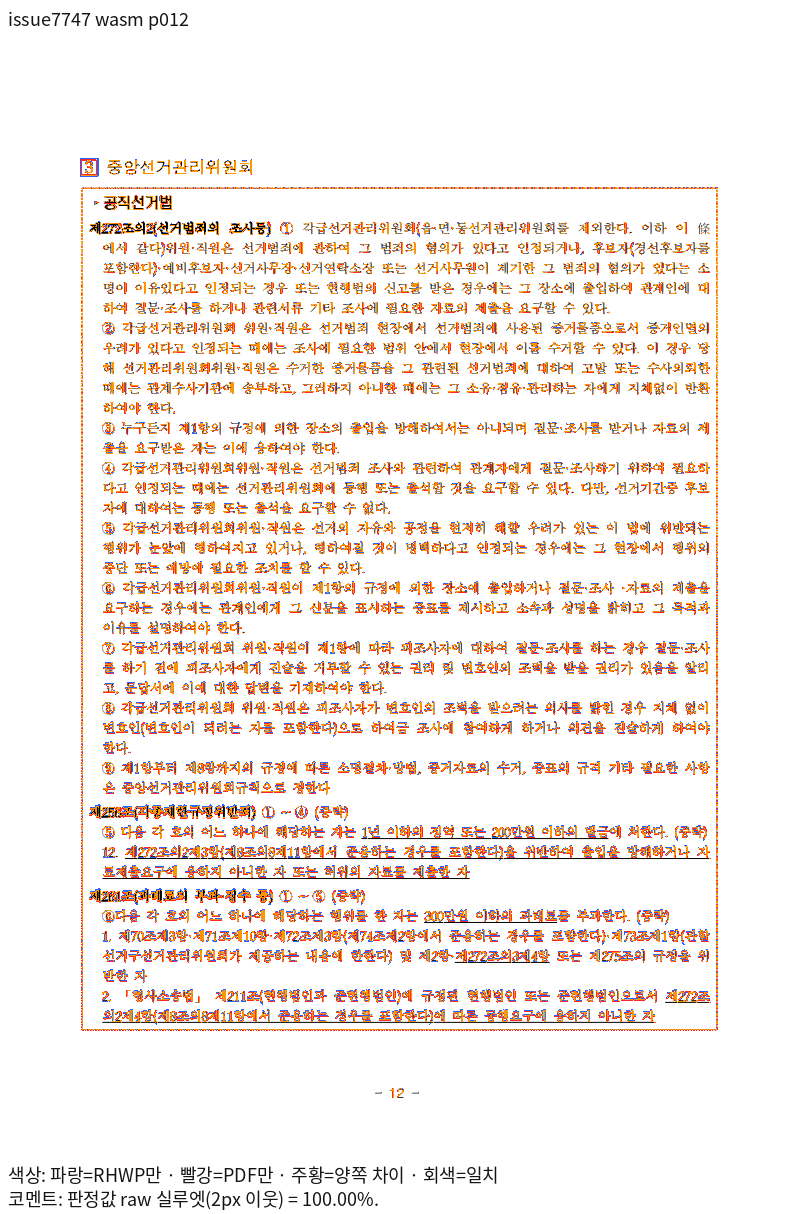 issue7747 wasm p012
3 중앙선거관리위원회
▹공직선거법
제272조의2(선거범죄의 조사등) ① 각급선거관리위원회(읍·면·동선거관리위원회를 제외한다. 이하 이 條
에서 같다)위원·직원은 선거범죄에 관하여 그 범죄의 혐의가 있다고 인정되거나, 후보자(경선후보자를
포함한다)·예비후보자·선거사무장·선거연락소장 또는 선거사무원이 제기한 그 범죄의 혐의가 있다는 소
명이 이유있다고 인정되는 경우 또는 현행범의 신고를 받은 경우에는 그 장소에 출입하여 관계인에 대
하여 질문·조사를 하거나 관련서류 기타 조사에 필요한 자료의 제출을 요구할 수 있다.
② 각급선거관리위원회 위원·직원은 선거범죄 현장에서 선거범죄에 사용된 증거물품으로서 증거인멸의
우려가 있다고 인정되는 때에는 조사에 필요한 범위 안에서 현장에서 이를 수거할 수 있다. 이 경우 당
해 선거관리위원회위원·직원은 수거한 증거물품을 그 관련된 선거범죄에 대하여 고발 또는 수사의뢰한
때에는 관계수사기관에 송부하고, 그러하지 아니한 때에는 그 소유·점유·관리하는 자에게 지체없이 반환
하여야 한다.
③ 누구든지 제1항의 규정에 의한 장소의 출입을 방해하여서는 아니되며 질문·조사를 받거나 자료의 제
출을 요구받은 자는 이에 응하여야 한다.
④ 각급선거관리위원회위원·직원은 선거범죄 조사와 관련하여 관계자에게 질문·조사하기 위하여 필요하
다고 인정되는 때에는 선거관리위원회에 동행 또는 출석할 것을 요구할 수 있다. 다만, 선거기간중 후보
자에 대하여는 동행 또는 출석을 요구할 수 없다.
⑤ 각급선거관리위원회위원·직원은 선거의 자유와 공정을 현저히 해할 우려가 있는 이 법에 위반되는
행위가 눈앞에 행하여지고 있거나, 행하여질 것이 명백하다고 인정되는 경우에는 그 현장에서 행위의
중단 또는 예방에 필요한 조치를 할 수 있다.
⑥ 각급선거관리위원회위원·직원이 제1항의 규정에 의한 장소에 출입하거나 질문·조사 ·자료의 제출을
요구하는 경우에는 관계인에게 그 신분을 표시하는 증표를 제시하고 소속과 성명을 밝히고 그 목적과
이유를 설명하여야 한다.
⑦ 각급선거관리위원회 위원·직원이 제1항에 따라 피조사자에 대하여 질문·조사를 하는 경우 질문·조사
를 하기 전에 피조사자에게 진술을 거부할 수 있는 권리 및 변호인의 조력을 받을 권리가 있음을 알리
고, 문답서에 이에 대한 답변을 기재하여야 한다.
⑧ 각급선거관리위원회 위원·직원은 피조사자가 변호인의 조력을 받으려는 의사를 밝힌 경우 지체 없이
변호인(변호인이 되려는 자를 포함한다)으로 하여금 조사에 참여하게 하거나 의견을 진술하게 하여야
한다.
⑨ 제1항부터 제8항까지의 규정에 따른 소명절차·방법, 증거자료의 수거, 증표의 규격 기타 필요한 사항
은 중앙선거관리위원회규칙으로 정한다
제256조(각종제한규정위반죄) ① ~ ④ (중략)
⑤ 다음 각 호의 어느 하나에 해당하는 자는 1년 이하의 징역 또는 200만원 이하의 벌금에 처한다. (중략)
12. 제272조의2제3항(제8조의8제11항에서 준용하는 경우를 포함한다)을 위반하여 출입을 방해하거나 자
료제출요구에 응하지 아니한 자 또는 허위의 자료를 제출한 자
제261조(과태료의 부과·징수 등) ① ~ ⑤ (중략)
⑥다음 각 호의 어느 하나에 해당하는 행위를 한 자는 300만원 이하의 과태료를 부과한다. (중략)
1. 제70조제3항·제71조제10항·제72조제3항(제74조제2항에서 준용하는 경우를 포함한다)·제73조제1항(관할
선거구선거관리위원회가 제공하는 내용에 한한다) 및 제2항·제272조의3제4항 또는 제275조의 규정을 위
반한 자
2. 「형사소송법」 제211조(현행범인과 준현행범인)에 규정된 현행범인 또는 준현행범인으로서 제272조
의2제4항(제8조의8제11항에서 준용하는 경우를 포함한다)에 따른 동행요구에 응하지 아니한 자
- 12 -
색상: 파랑=RHWP만 · 빨강=PDF만 · 주황=양쪽 차이 · 회색=일치
코멘트: 판정값 raw 실루엣(2px 이웃) = 100.00%.